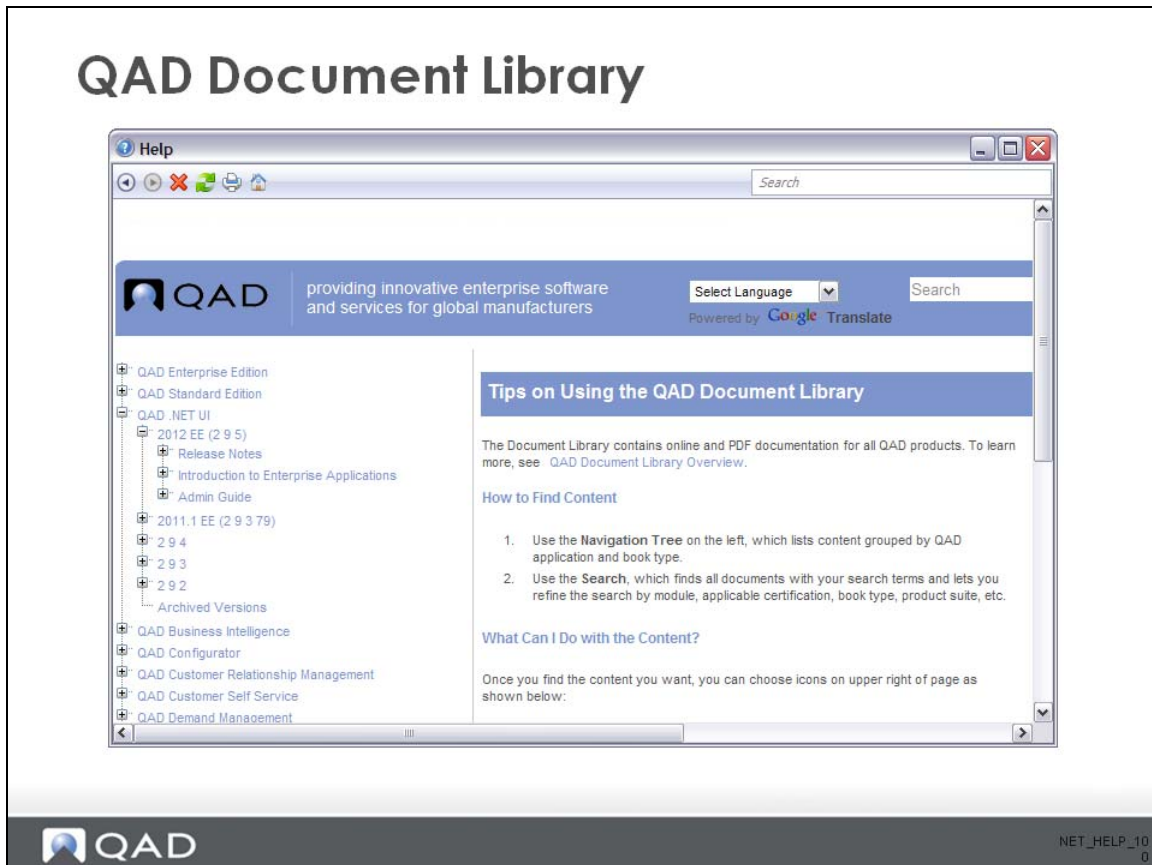 QAD Document Library
Help
Search
QAD
providing innovative enterprise software
and services for global manufacturers
Select Language
Search
Powered by Google Translate
QAD Enterprise Edition
QAD Standard Edition
QAD .NET UI
2012 EE (2 9 5)
Release Notes
Introduction to Enterprise Applications
Admin Guide
2011.1 EE (2 9 3 79)
2 9 4
2 9 3
2 9 2
Archived Versions
QAD Business Intelligence
QAD Configurator
QAD Customer Relationship Management
QAD Customer Self Service
QAD Demand Management
Tips on Using the QAD Document Library
The Document Library contains online and PDF documentation for all QAD products. To learn
more, see QAD Document Library Overview.
How to Find Content
1. Use the Navigation Tree on the left, which lists content grouped by QAD
application and book type.
2. Use the Search, which finds all documents with your search terms and lets you
refine the search by module, applicable certification, book type, product suite, etc.
What Can I Do with the Content?
Once you find the content you want, you can choose icons on upper right of page as
shown below:
QAD
NET_HELP_10
0